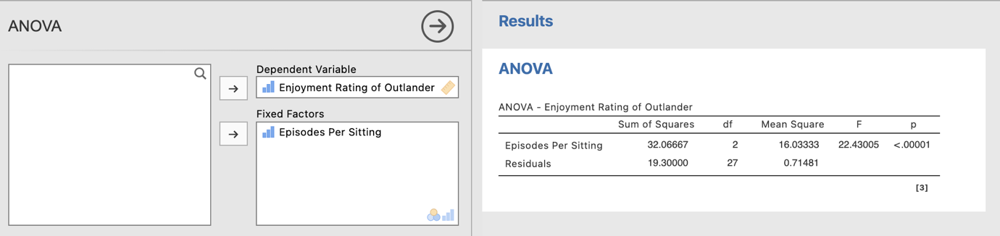 ANOVA
Dependent Variable
Enjoyment Rating of Outlander
Fixed Factors
Episodes Per Sitting
Results
ANOVA
ANOVA - Enjoyment Rating of Outlander
Sum of Squares df Mean Square F p
Episodes Per Sitting 32.06667 2 16.03333 22.43005 <.00001
Residuals 19.30000 27 0.71481
[3]